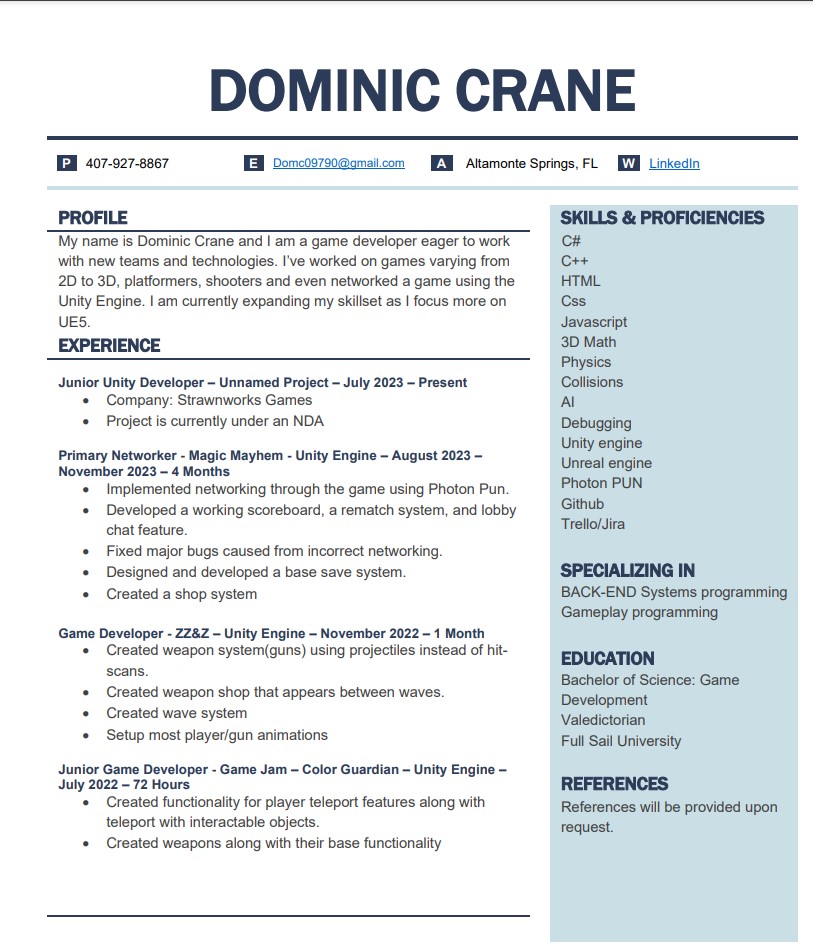 DOMINIC CRANE
P 407-927-8867 E Domc09790@gmail.com A Altamonte Springs, FL W LinkedIn
PROFILE
My name is Dominic Crane and I am a game developer eager to work
with new teams and technologies. I've worked on games varying from
2D to 3D, platformers, shooters and even networked a game using the
Unity Engine. I am currently expanding my skillset as I focus more on
UE5.
EXPERIENCE
Junior Unity Developer – Unnamed Project – July 2023 – Present
• Company: Strawnworks Games
• Project is currently under an NDA
Primary Networker - Magic Mayhem - Unity Engine – August 2023 –
November 2023 – 4 Months
• Implemented networking through the game using Photon Pun.
• Developed a working scoreboard, a rematch system, and lobby
chat feature.
• Fixed major bugs caused from incorrect networking.
• Designed and developed a base save system.
• Created a shop system
Game Developer - ZZ&Z – Unity Engine – November 2022 – 1 Month
• Created weapon system(guns) using projectiles instead of hit-
scans.
• Created weapon shop that appears between waves.
• Created wave system
• Setup most player/gun animations
Junior Game Developer - Game Jam – Color Guardian – Unity Engine –
July 2022 – 72 Hours
• Created functionality for player teleport features along with
teleport with interactable objects.
• Created weapons along with their base functionality
SKILLS & PROFICIENCIES
C#
C++
HTML
Css
Javascript
3D Math
Physics
Collisions
AI
Debugging
Unity engine
Unreal engine
Photon PUN
Github
Trello/Jira
SPECIALIZING IN
BACK-END Systems programming
Gameplay programming
EDUCATION
Bachelor of Science: Game
Development
Valedictorian
Full Sail University
REFERENCES
References will be provided upon
request.